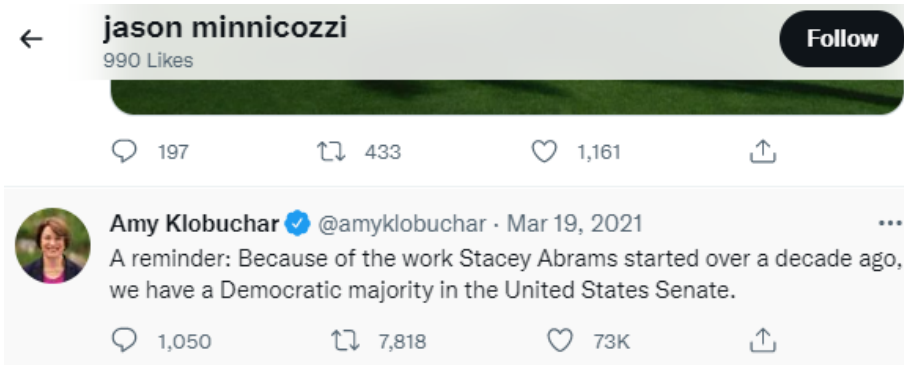 jason minnicozzi
990 Likes
Follow
197 433 1,161
Amy Klobuchar @amyklobuchar · Mar 19, 2021
A reminder: Because of the work Stacey Abrams started over a decade ago,
we have a Democratic majority in the United States Senate.
1,050 7,818 73K